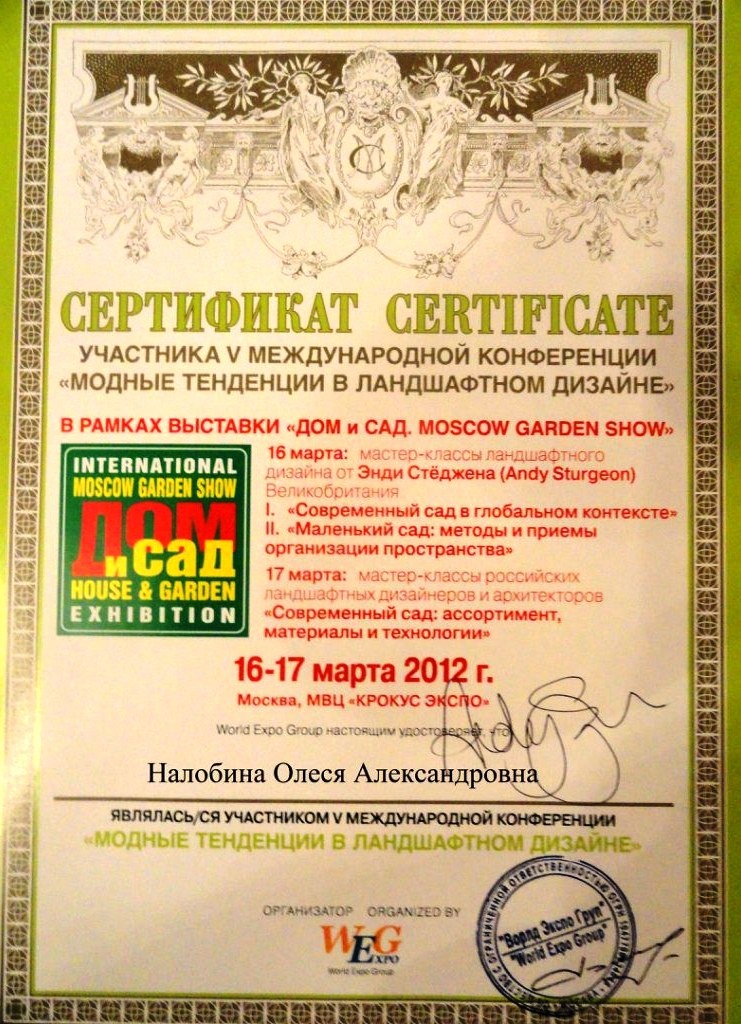 СЕРТИФИКАТ CERTIFICATE
УЧАСТНИКА V МЕЖДУНАРОДНОЙ КОНФЕРЕНЦИИ
«МОДНЫЕ ТЕНДЕНЦИИ В ЛАНДШАФТНОМ ДИЗАЙНЕ»
В РАМКАХ ВЫСТАВКИ «ДОМ и САД. MOSCOW GARDEN SHOW»
INTERNATIONAL
MOSCOW GARDEN SHOW
ДОМ
и сад
HOUSE & GARDEN
EXHIBITION
16 марта: мастер-классы ландшафтного
дизайна от Энди Стёджена (Andy Sturgeon)
Великобритания
I. «Современный сад в глобальном контексте»
II. «Маленький сад: методы и приемы
организации пространства»
17 марта: мастер-классы российских
ландшафтных дизайнеров и архитекторов
«Современный сад: ассортимент,
материалы и технологии»
16-17 марта 2012 г.
Москва, МВЦ «КРОКУС ЭКСПО»
World Expo Group настоящим удостоверяет, что
Налобина Олеся Александровна
ЯВЛЯЛАСЬ/СЯ УЧАСТНИКОМ V МЕЖДУНАРОДНОЙ КОНФЕРЕНЦИИ
«МОДНЫЕ ТЕНДЕНЦИИ В ЛАНДШАФТНОМ ДИЗАЙНЕ»
ОРГАНИЗАТОР ORGANIZED BY
WEG
EXPO
World Expo Group
С ОГРАНИЧЕННОЙ ОТВЕТСТВЕННОСТЬЮ ОГРН
"Ворлд Экспо Груп"
"World Expo Group"